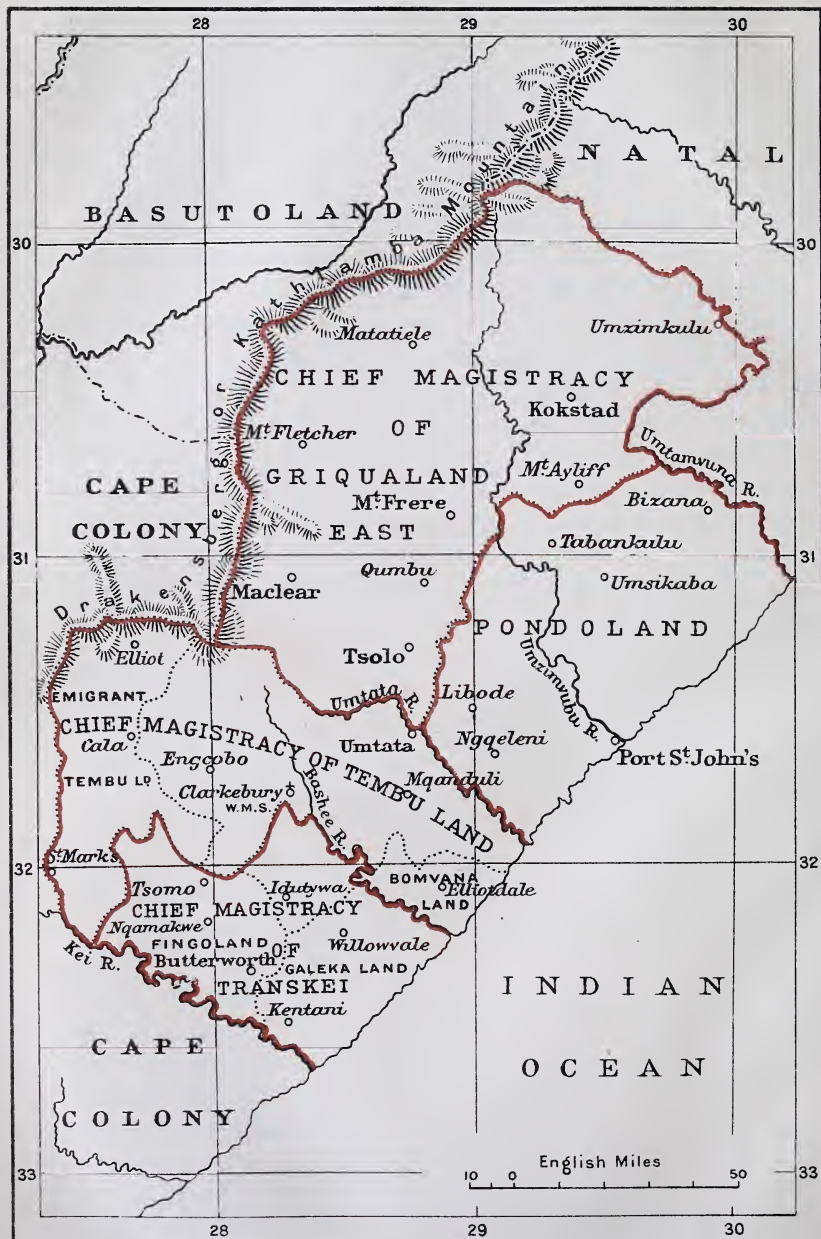 28 29 30
Drakensberg or Kathlamba Mountains
NATAL
BASUTOLAND
30 30
Umzimkulu
Matatiele
CHIEF MAGISTRACY
Kokstad
Mt. Fletcher
OF
Umtamvuna R.
GRIQUALAND
Mt. Ayliff
CAPE
Mt. Frere
Bizana
COLONY
EAST
Tabankulu
31 31
Qumbu
Maclear
Umsikaba
PONDOLAND
Elliot
Tsolo
Umzimvubu R.
EMIGRANT
Umtata R.
Libode
CHIEF MAGISTRACY OF TEMBU LAND
Cala
Umtata
Ngqeleni
Port St. John's
Engcobo
TEMBU LD.
Clarkebury
W.M.S.
Bashee R.
Mqanduli
St. Mark's
32 32
Tsomo
Idutywa
BOMVANA
Elliotdale
LAND
CHIEF MAGISTRACY
Nqamakwe
Willowvale
FINGOLAND
OF
Kei R.
Butterworth
GALEKA LAND
TRANSKEI
INDIAN
Kentani
CAPE
OCEAN
COLONY
English Miles
10 0 50
33 33
28 29 30